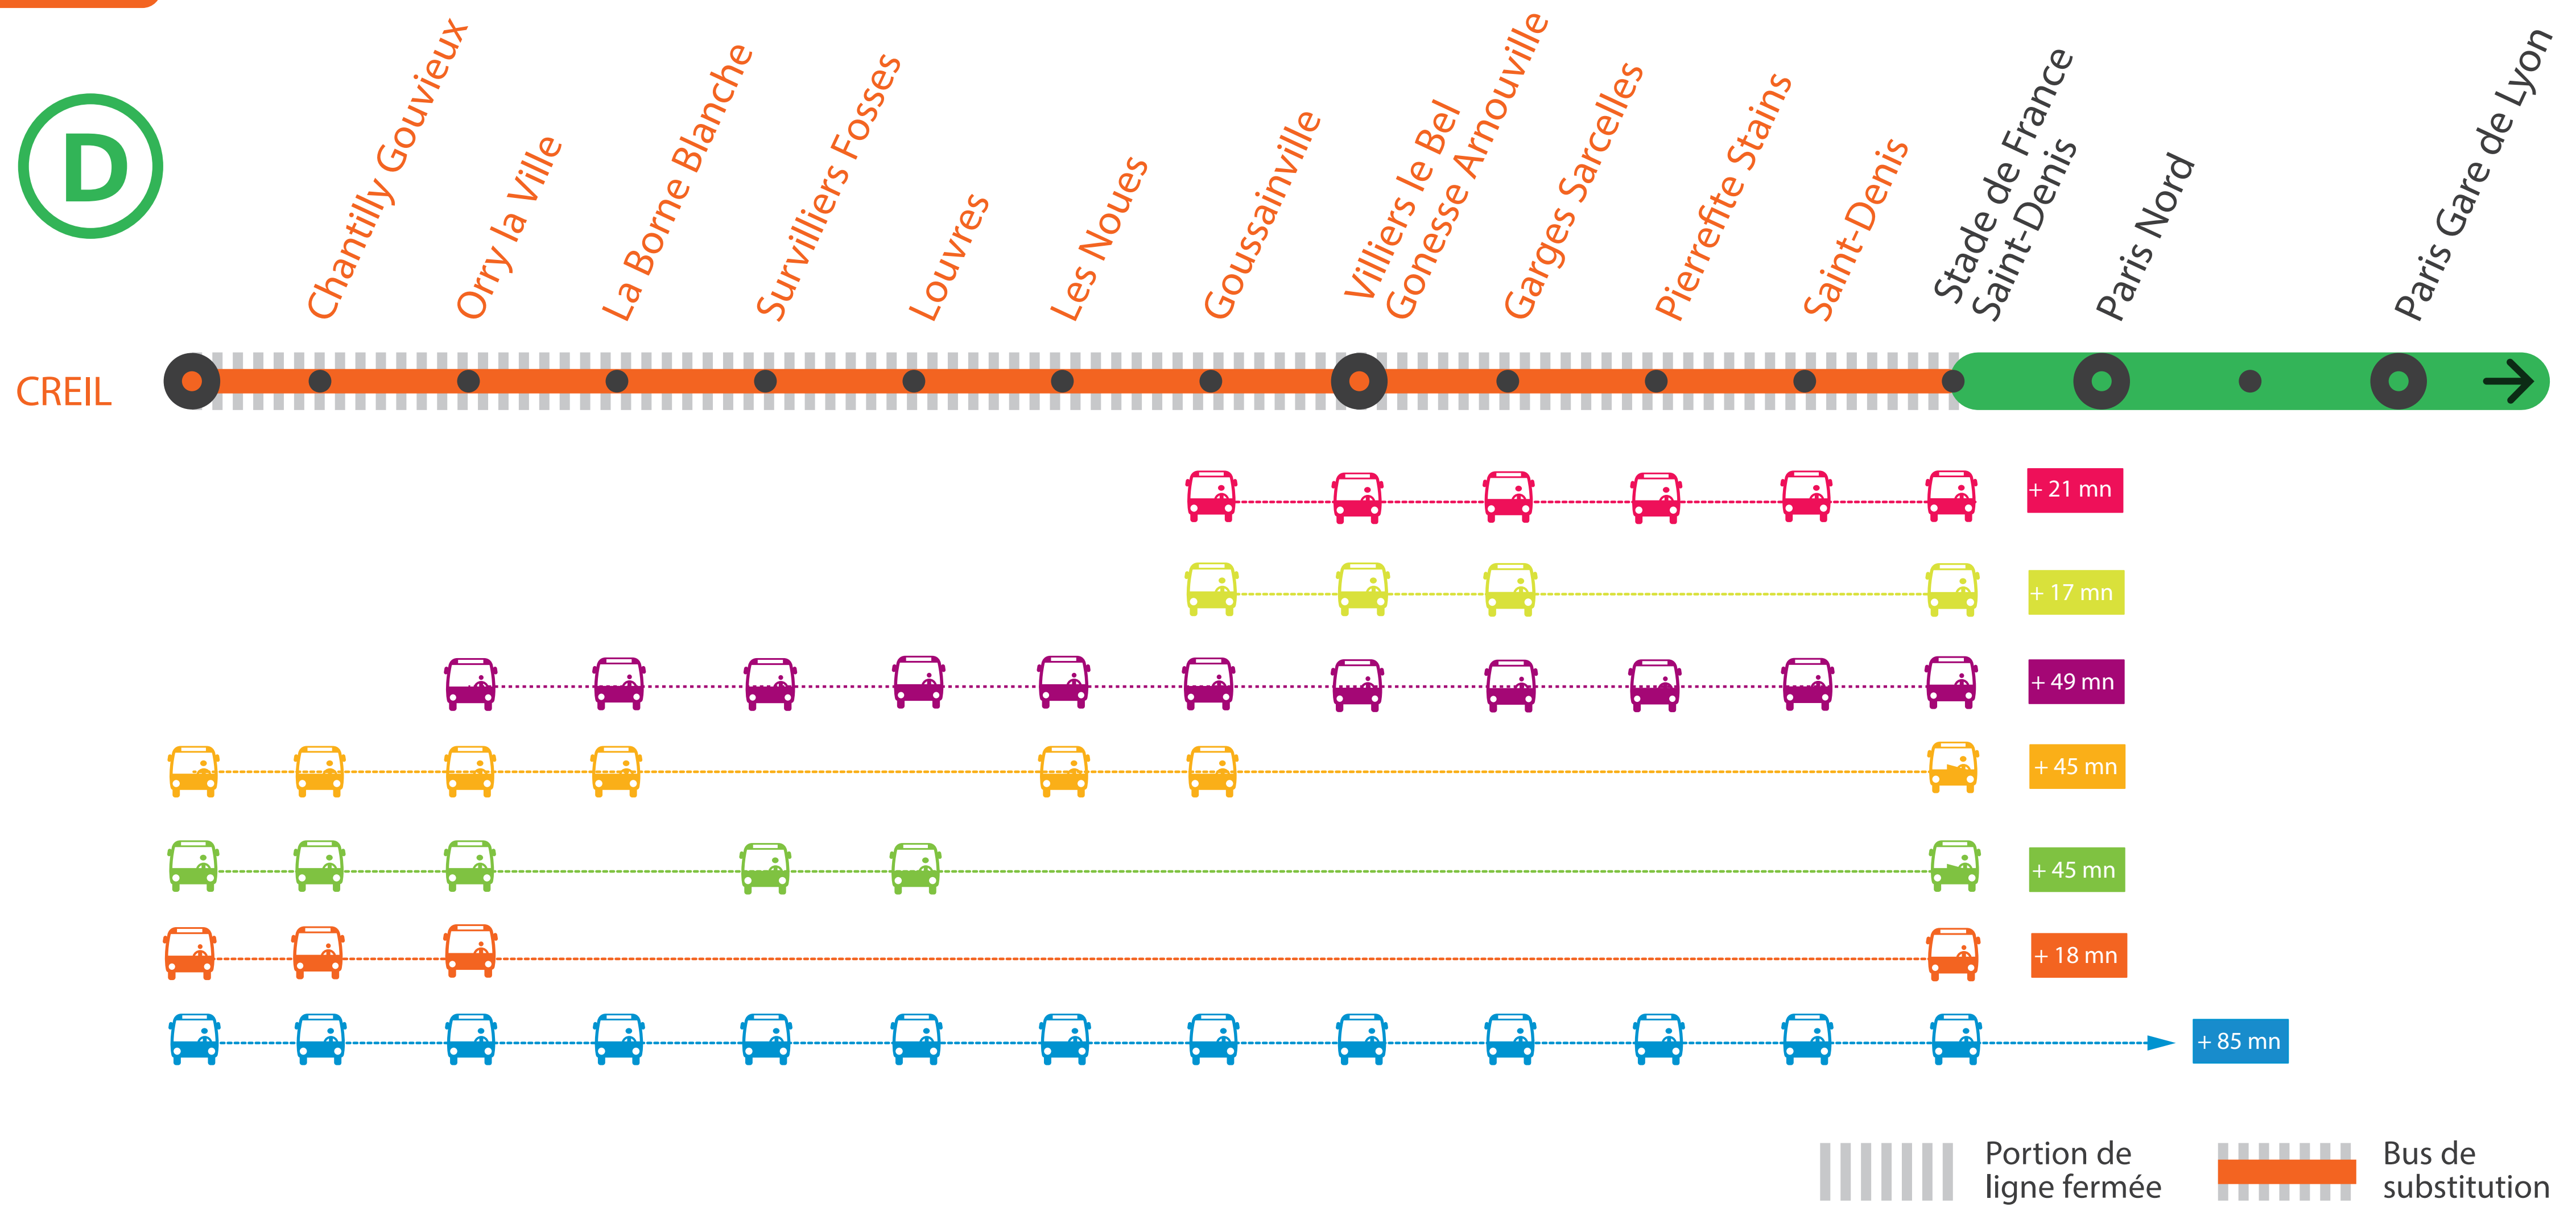 D
Chantilly Gouvieux
Orry la Ville
La Borne Blanche
Survilliers Fosses
Louvres
Les Noues
Goussainville
Villiers le Bel
Gonesse Arnouville
Garges Sarcelles
Pierrefite Stains
Saint-Denis
Stade de France
Saint-Denis
Paris Nord
Paris Gare de Lyon
CREIL
+ 21 mn
+ 17 mn
+ 49 mn
+ 45 mn
+ 45 mn
+ 18 mn
+ 85 mn
Portion de
ligne fermée
Bus de
substitution